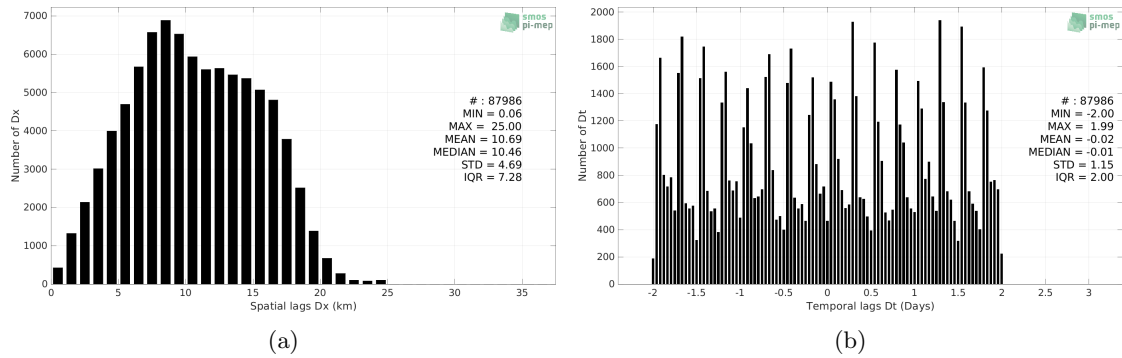 7000
6000
5000
4000
3000
2000
1000
0
Number of Dx
0 5 10 15 20 25 30 35
Spatial lags Dx (km)
smos
pi-mep
# : 87986
MIN = 0.06
MAX = 25.00
MEAN = 10.69
MEDIAN = 10.46
STD = 4.69
IQR = 7.28
(a)
2000
1800
1600
1400
1200
1000
800
600
400
200
0
Number of Dt
-2 -1.5 -1 -0.5 0 0.5 1 1.5 2 2.5 3
Temporal lags Dt (Days)
smos
pi-mep
# : 87986
MIN = -2.00
MAX = 1.99
MEAN = -0.02
MEDIAN = -0.01
STD = 1.15
IQR = 2.00
(b)